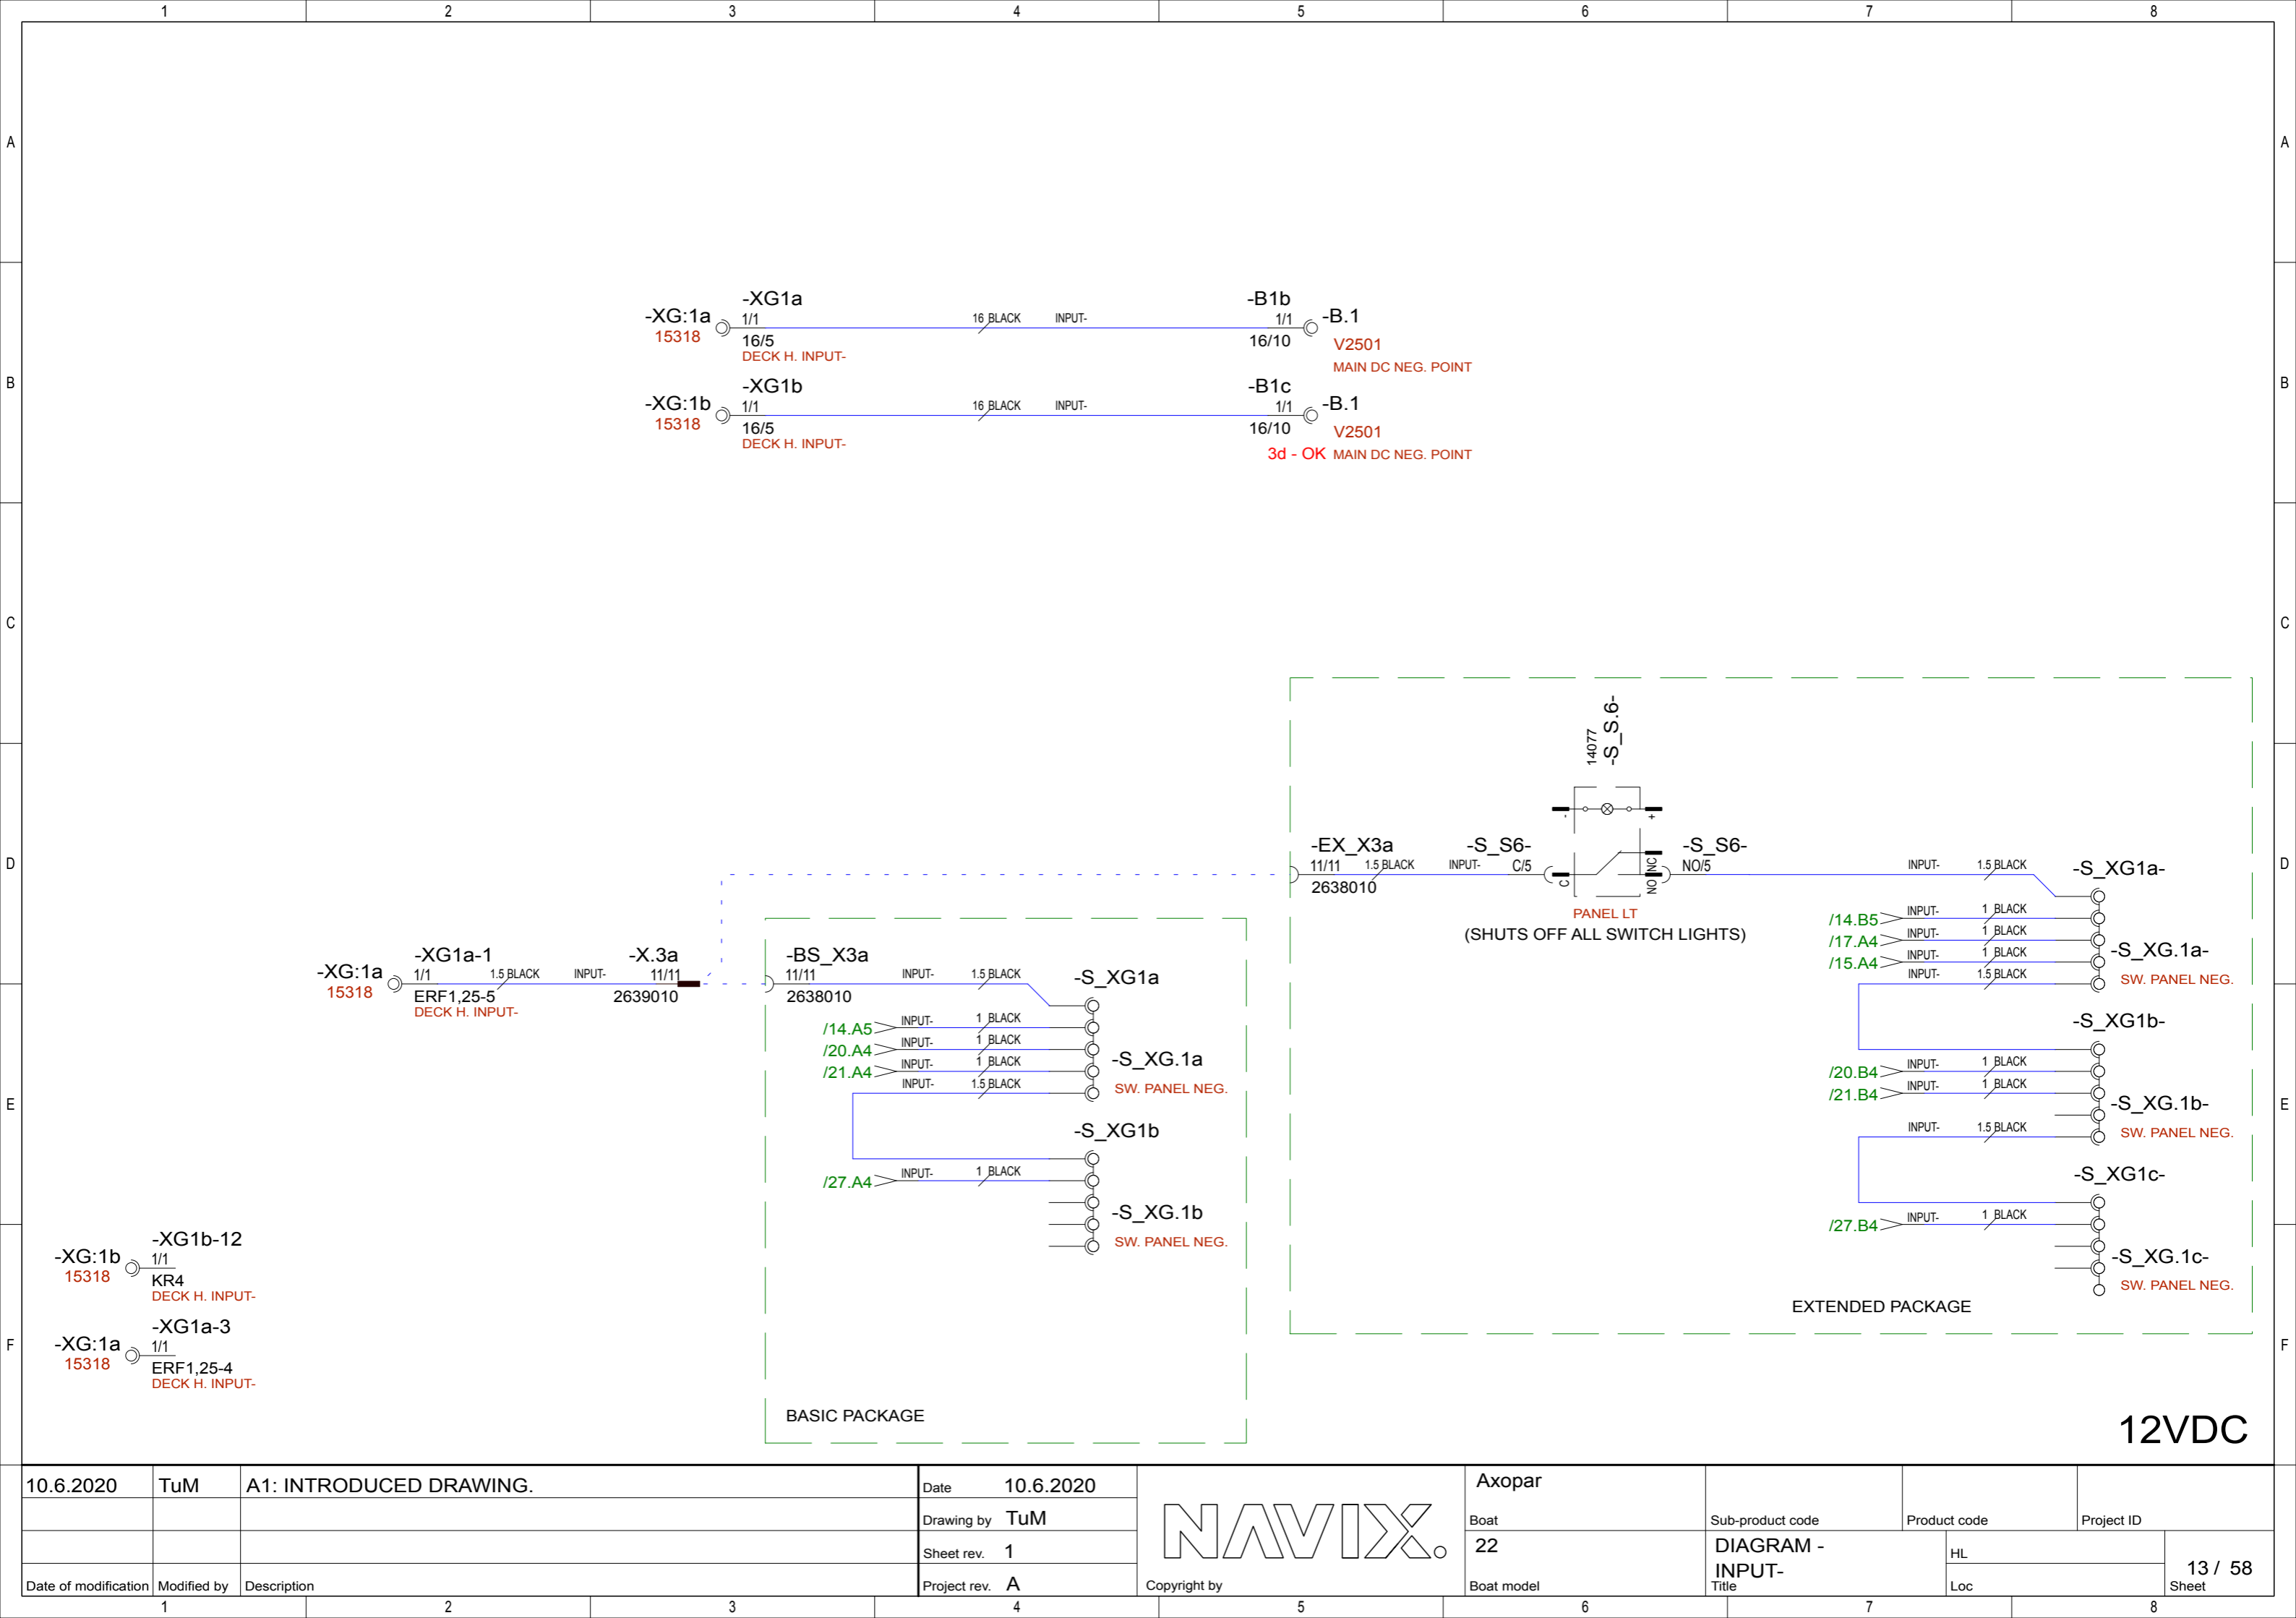 1 2 3 4 5 6 7 8
A A
B B
C C
D D
E E
F F
-XG:1a
15318
-XG1a
1/1
16/5
DECK H. INPUT-
16 BLACK INPUT-
-B1b
1/1
16/10
-B.1
V2501
MAIN DC NEG. POINT
-XG:1b
15318
-XG1b
1/1
16/5
DECK H. INPUT-
16 BLACK INPUT-
-B1c
1/1
16/10
-B.1
V2501
3d - OK MAIN DC NEG. POINT
14077
-S_S.6-
- +
-EX_X3a
11/11 1.5 BLACK INPUT-
2638010
-S_S6-
C/5
C NO NC
-S_S6-
NO/5
PANEL LT
(SHUTS OFF ALL SWITCH LIGHTS)
INPUT- 1.5 BLACK
-S_XG1a-
/14.B5 INPUT- 1 BLACK
/17.A4 INPUT- 1 BLACK
/15.A4 INPUT- 1 BLACK
INPUT- 1.5 BLACK
-S_XG.1a-
SW. PANEL NEG.
-S_XG1b-
/20.B4 INPUT- 1 BLACK
/21.B4 INPUT- 1 BLACK
-S_XG.1b-
INPUT- 1.5 BLACK
SW. PANEL NEG.
-S_XG1c-
/27.B4 INPUT- 1 BLACK
-S_XG.1c-
SW. PANEL NEG.
EXTENDED PACKAGE
-XG:1a
15318
-XG1a-1
1/1 1.5 BLACK INPUT-
ERF1,25-5
DECK H. INPUT-
-X.3a
11/11
2639010
-BS_X3a
11/11 INPUT- 1.5 BLACK
2638010
-S_XG1a
/14.A5 INPUT- 1 BLACK
/20.A4 INPUT- 1 BLACK
/21.A4 INPUT- 1 BLACK
INPUT- 1.5 BLACK
-S_XG.1a
SW. PANEL NEG.
-S_XG1b
/27.A4 INPUT- 1 BLACK
-S_XG.1b
SW. PANEL NEG.
BASIC PACKAGE
-XG:1b
15318
-XG1b-12
1/1
KR4
DECK H. INPUT-
-XG:1a
15318
-XG1a-3
1/1
ERF1,25-4
DECK H. INPUT-
12VDC
10.6.2020 TuM A1: INTRODUCED DRAWING.
Date of modification Modified by Description
Date 10.6.2020
Drawing by TuM
Sheet rev. 1
Project rev. A
NAVIX
Copyright by
Axopar
Boat
22
Boat model
Sub-product code Product code Project ID
DIAGRAM -
INPUT-
Title
HL
Loc
13 / 58
Sheet
1 2 3 4 5 6 7 8